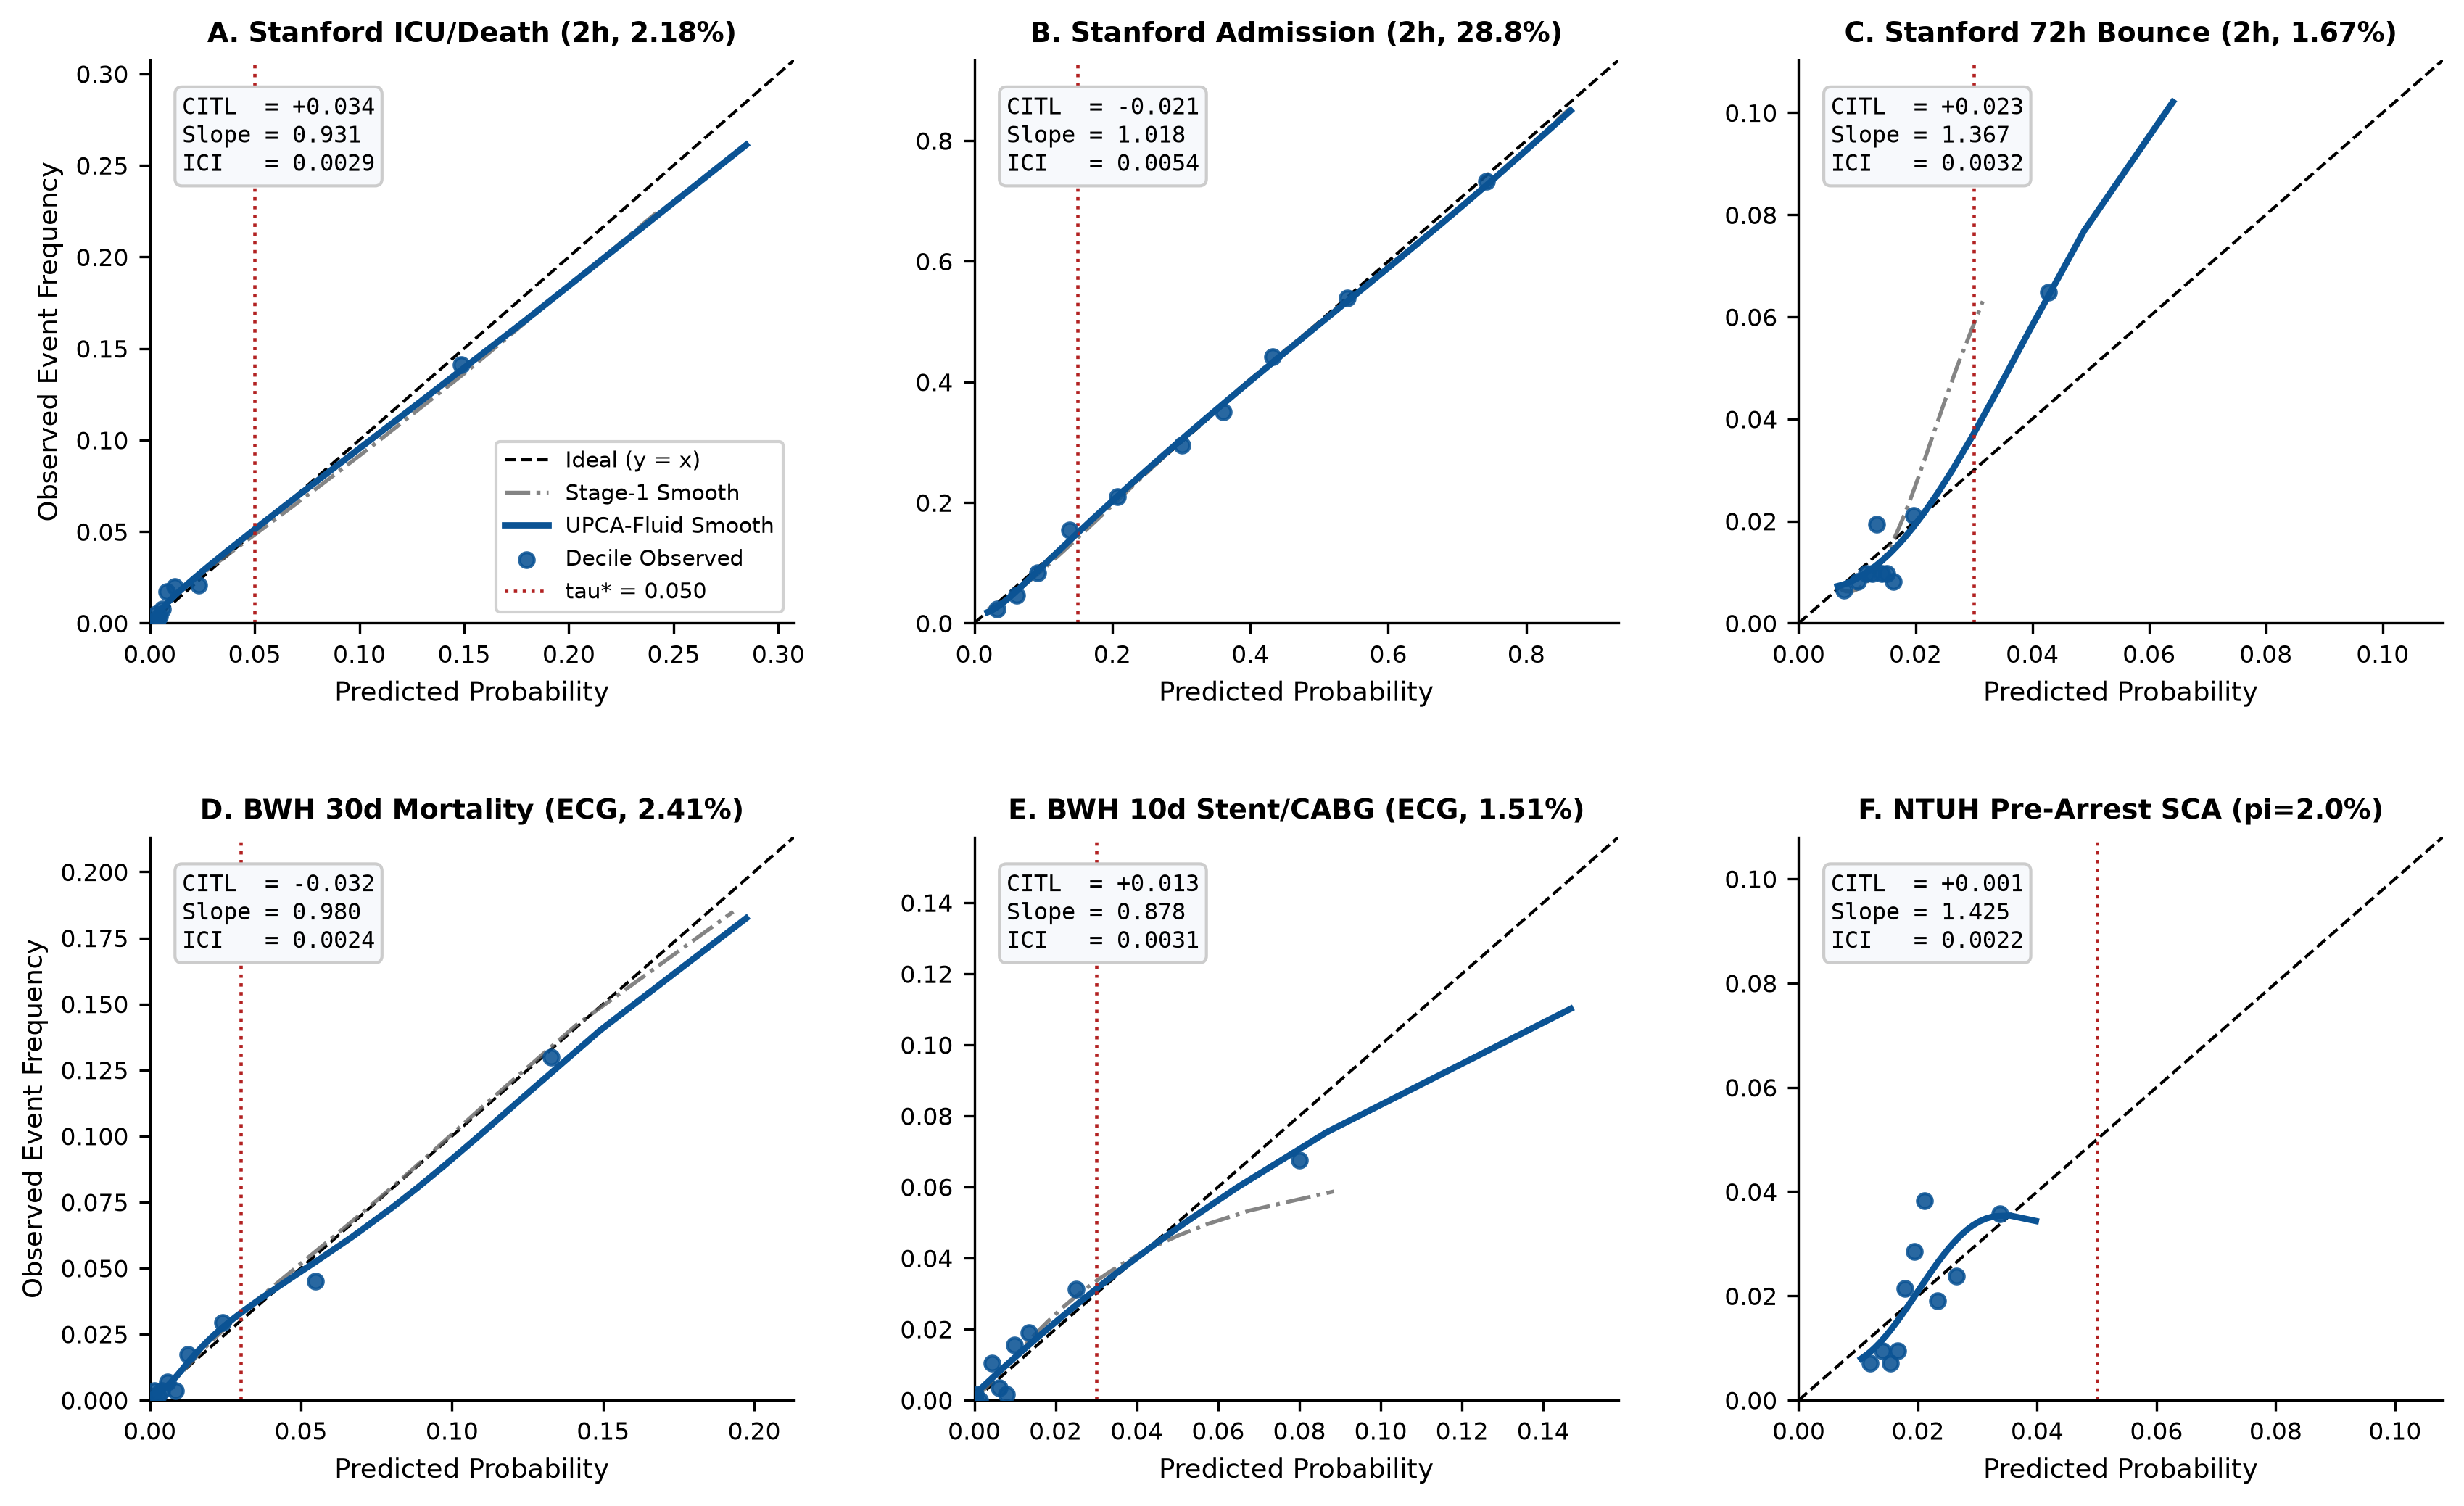 A. Stanford ICU/Death (2h, 2.18%)
CITL = +0.034
Slope = 0.931
ICI = 0.0029
Observed Event Frequency
0.30
0.25
0.20
0.15
0.10
0.05
0.00
Ideal (y = x)
Stage-1 Smooth
UPCA-Fluid Smooth
Decile Observed
tau* = 0.050
0.00 0.05 0.10 0.15 0.20 0.25 0.30
Predicted Probability
B. Stanford Admission (2h, 28.8%)
CITL = -0.021
Slope = 1.018
ICI = 0.0054
0.8
0.6
0.4
0.2
0.0
0.0 0.2 0.4 0.6 0.8
Predicted Probability
C. Stanford 72h Bounce (2h, 1.67%)
CITL = +0.023
Slope = 1.367
ICI = 0.0032
0.10
0.08
0.06
0.04
0.02
0.00
0.00 0.02 0.04 0.06 0.08 0.10
Predicted Probability
D. BWH 30d Mortality (ECG, 2.41%)
CITL = -0.032
Slope = 0.980
ICI = 0.0024
Observed Event Frequency
0.200
0.175
0.150
0.125
0.100
0.075
0.050
0.025
0.000
0.00 0.05 0.10 0.15 0.20
Predicted Probability
E. BWH 10d Stent/CABG (ECG, 1.51%)
CITL = +0.013
Slope = 0.878
ICI = 0.0031
0.14
0.12
0.10
0.08
0.06
0.04
0.02
0.00
0.00 0.02 0.04 0.06 0.08 0.10 0.12 0.14
Predicted Probability
F. NTUH Pre-Arrest SCA (pi=2.0%)
CITL = +0.001
Slope = 1.425
ICI = 0.0022
0.10
0.08
0.06
0.04
0.02
0.00
0.00 0.02 0.04 0.06 0.08 0.10
Predicted Probability